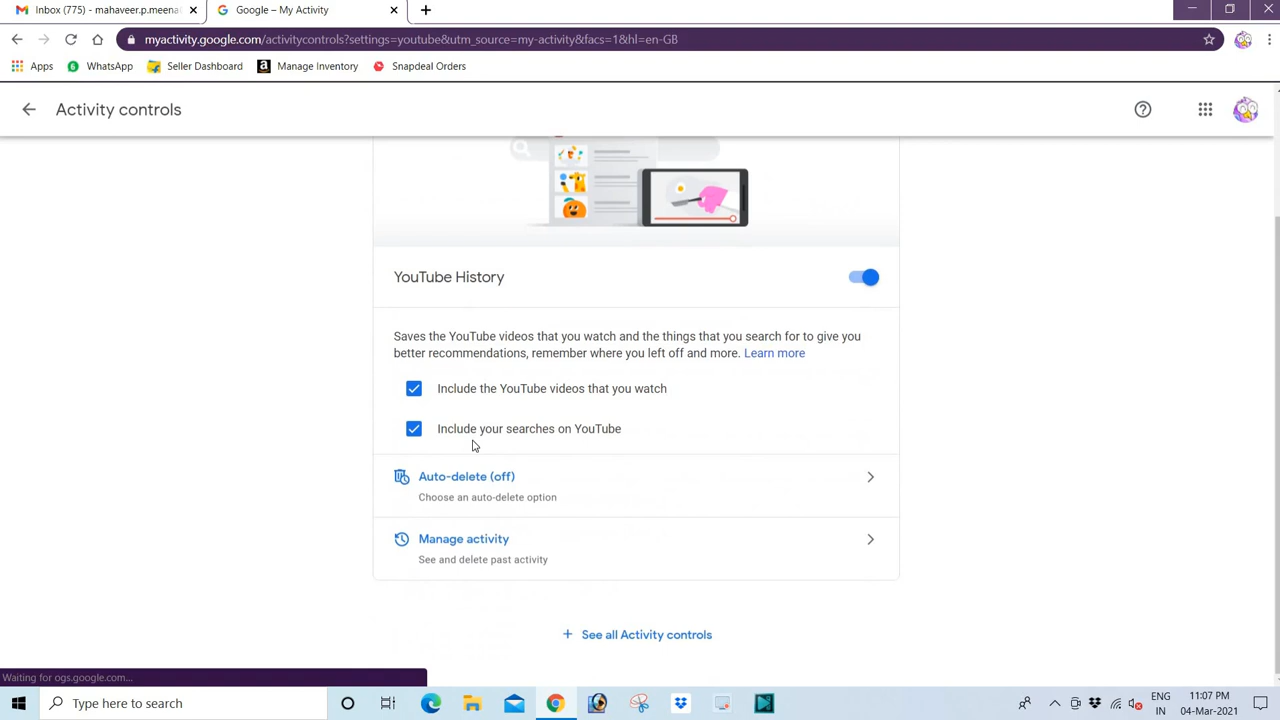 Inbox (775) - mahaveer.p.meena
Google – My Activity
myactivity.google.com/activitycontrols?settings=youtube&utm_source=my-activity&facs=1&hl=en-GB
Apps
6 WhatsApp
Seller Dashboard
a Manage Inventory
Snapdeal Orders
Activity controls
YouTube History
Saves the YouTube videos that you watch and the things that you search for to give you
better recommendations, remember where you left off and more. Learn more
Include the YouTube videos that you watch
Include your searches on YouTube
Auto-delete (off)
Choose an auto-delete option
Manage activity
See and delete past activity
+ See all Activity controls
Waiting for ogs.google.com...
Type here to search
ENG
IN
11:07 PM
04-Mar-2021